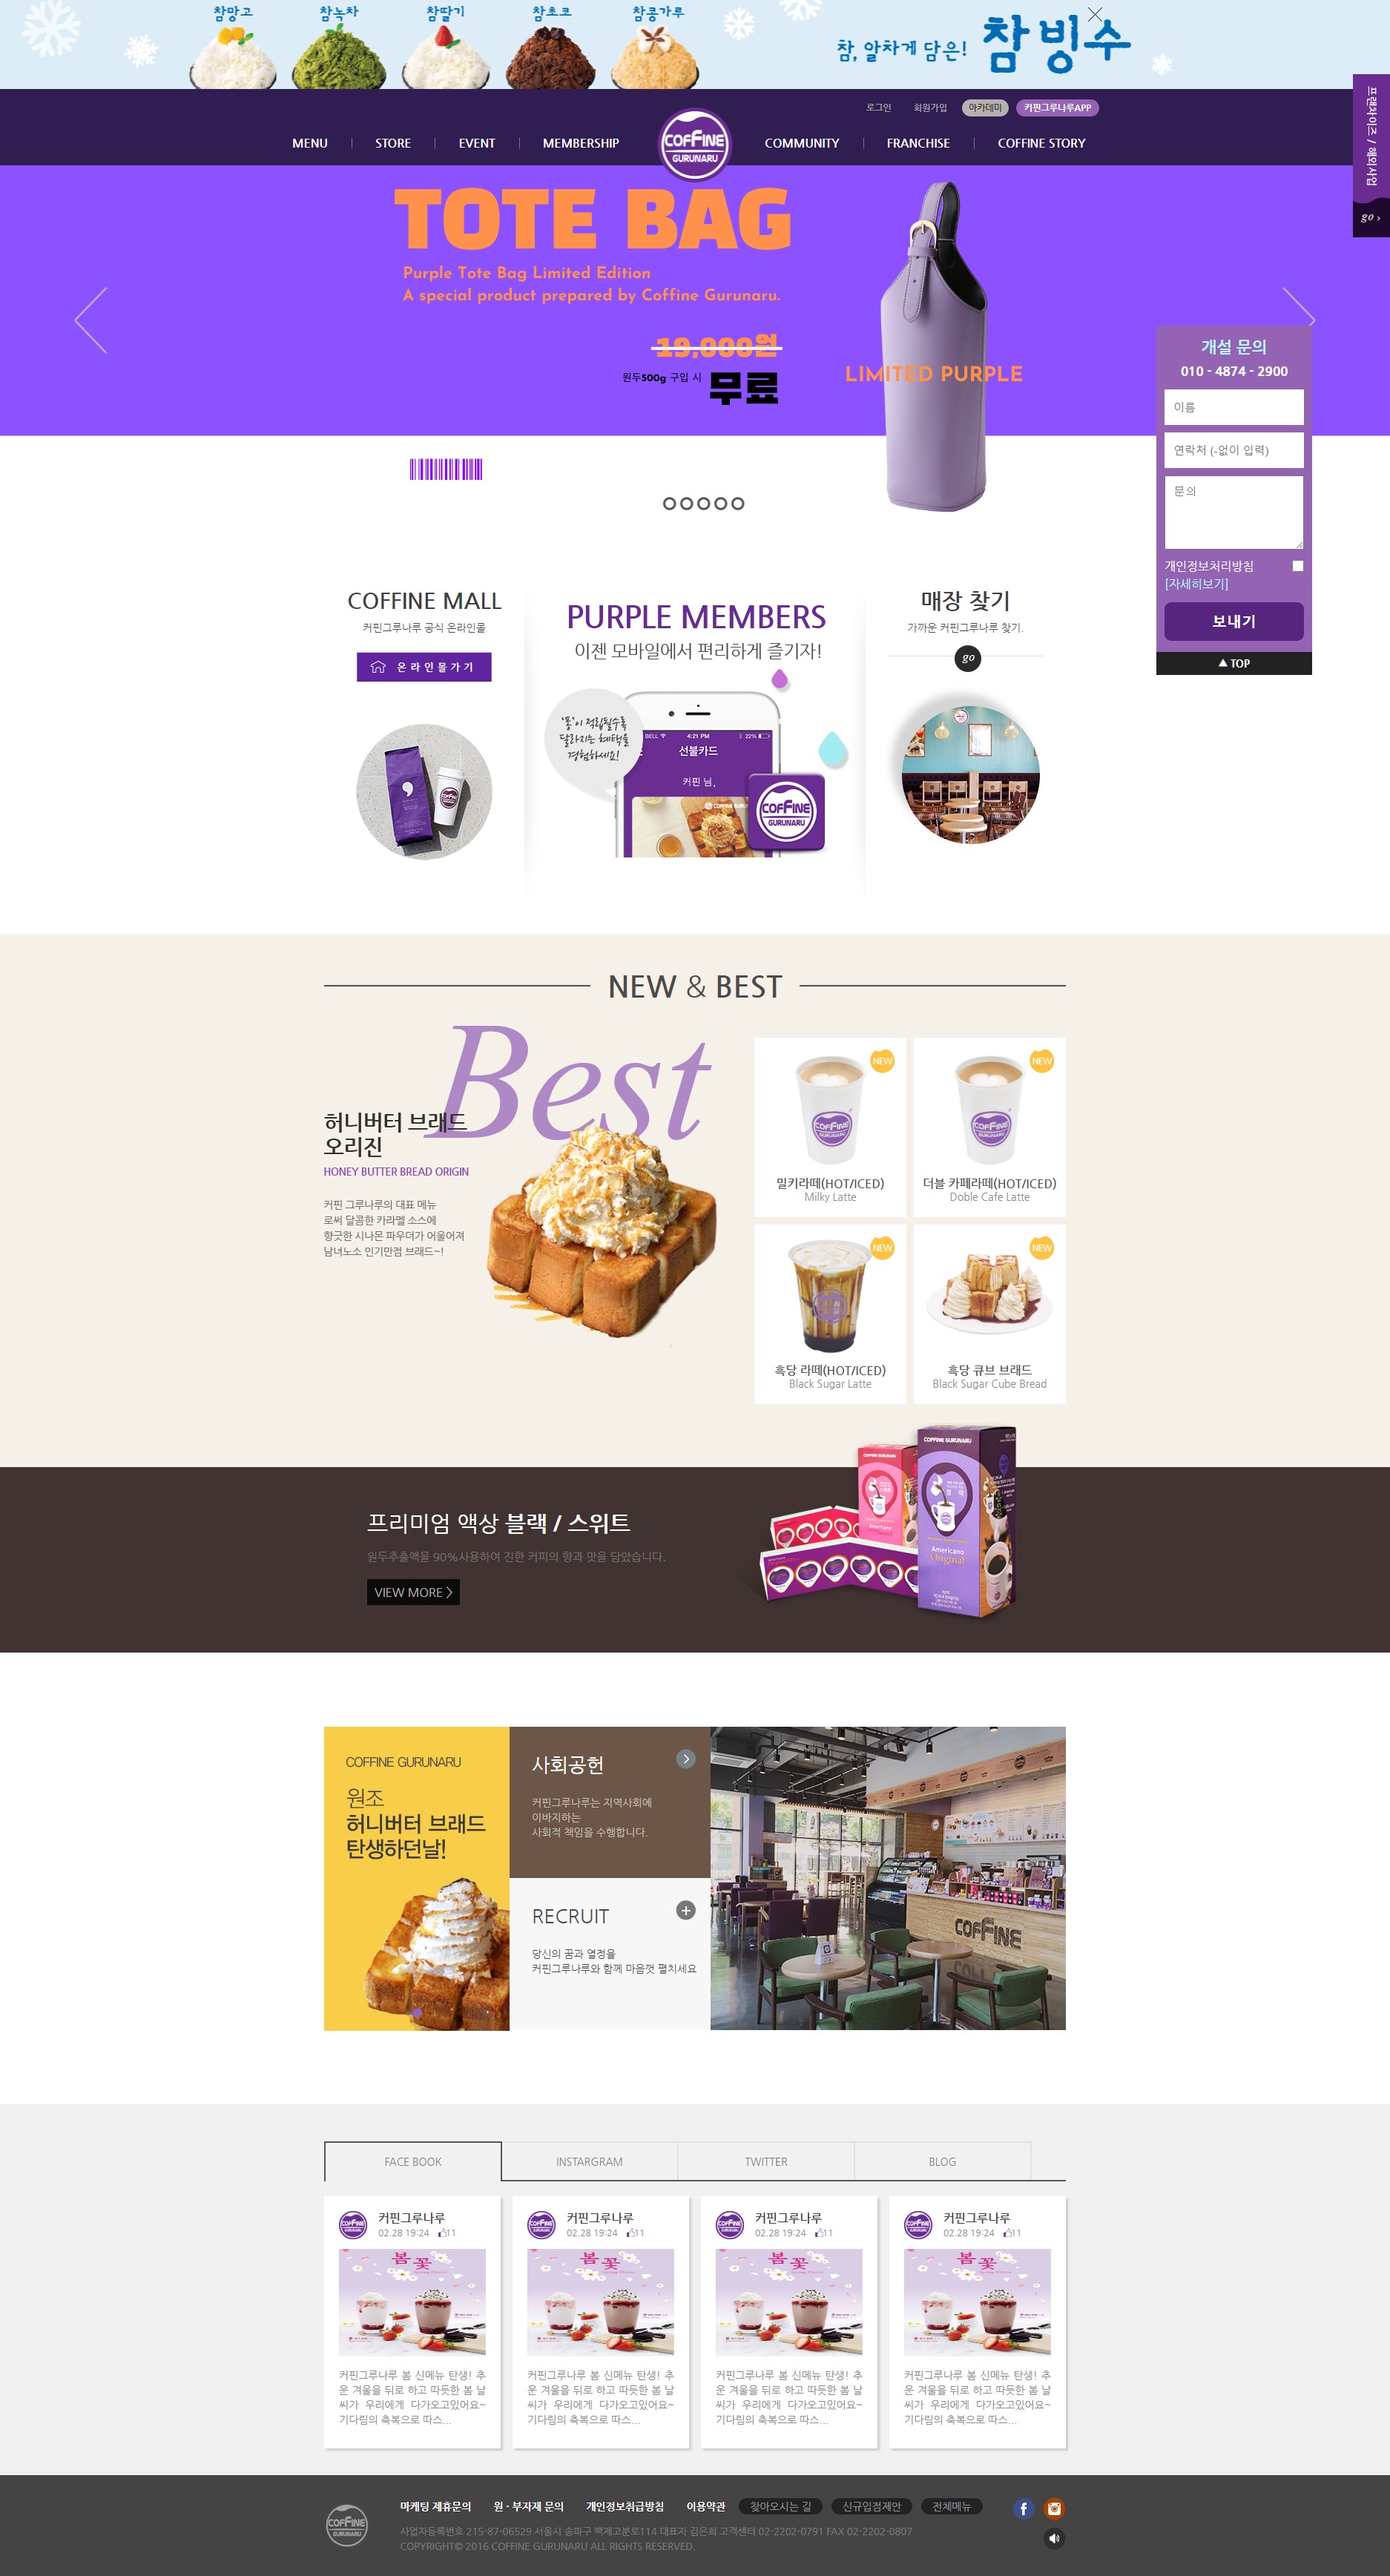 참망고
참녹차
참딸기
참초코
참콩가루
참, 알차게 담은!
참빙수
로그인
회원가입
아카데미
커핀그루나루APP
MENU
STORE
EVENT
MEMBERSHIP
COFFINE
GURUNARU
COMMUNITY
FRANCHISE
COFFINE STORY
프랜차이즈 / 해외사업
go >
TOTE BAG
Purple Tote Bag Limited Edition
A special product prepared by Coffine Gurunaru.
19,000원
원두500g 구입 시
무료
LIMITED PURPLE
개설 문의
010 - 4874 - 2900
이름
연락처 (-없이 입력)
문의
개인정보처리방침
[자세히보기]
보내기
TOP
COFFINE MALL
커핀그루나루 공식 온라인몰
온라인몰가기
PURPLE MEMBERS
이젠 모바일에서 편리하게 즐기자!
'퐁'이 적립될수록
달라지는 혜택을
경험하세요!
BELL
4:21 PM
22%
선불카드
커핀 님,
COFFINE
GURUNARU
매장 찾기
가까운 커핀그루나루 찾기.
go
NEW & BEST
Best
허니버터 브래드
오리진
HONEY BUTTER BREAD ORIGIN
커핀 그루나루의 대표 메뉴
로써 달콤한 카라멜 소스에
향긋한 시나몬 파우더가 어울어져
남녀노소 인기만점 브래드~!
NEW
COFFINE
GURUNARU
밀키라떼(HOT/ICED)
Milky Latte
NEW
COFFINE
GURUNARU
더블 카페라떼(HOT/ICED)
Doble Cafe Latte
NEW
흑당 라떼(HOT/ICED)
Black Sugar Latte
NEW
흑당 큐브 브래드
Black Sugar Cube Bread
프리미엄 액상 블랙 / 스위트
원두추출액을 90%사용하여 진한 커피의 향과 맛을 담았습니다.
VIEW MORE >
COFFINE GURUNARU
COFFINE GURUNARU
Americano
Original
COFFINE GURUNARU
원조
허니버터 브래드
탄생하던날!
사회공헌
커핀그루나루는 지역사회에
이바지하는
사회적 책임을 수행합니다.
RECRUIT
당신의 꿈과 열정을
커핀그루나루와 함께 마음껏 펼치세요
COFFINE
FACE BOOK
INSTARGRAM
TWITTER
BLOG
커핀그루나루
02.28 19:24 11
봄꽃
커핀그루나루 봄 신메뉴 탄생! 추
운 겨울을 뒤로 하고 따듯한 봄 날
씨가 우리에게 다가오고있어요~
기다림의 축복으로 따스...
커핀그루나루
02.28 19:24 11
봄꽃
커핀그루나루 봄 신메뉴 탄생! 추
운 겨울을 뒤로 하고 따듯한 봄 날
씨가 우리에게 다가오고있어요~
기다림의 축복으로 따스...
커핀그루나루
02.28 19:24 11
봄꽃
커핀그루나루 봄 신메뉴 탄생! 추
운 겨울을 뒤로 하고 따듯한 봄 날
씨가 우리에게 다가오고있어요~
기다림의 축복으로 따스...
커핀그루나루
02.28 19:24 11
봄꽃
커핀그루나루 봄 신메뉴 탄생! 추
운 겨울을 뒤로 하고 따듯한 봄 날
씨가 우리에게 다가오고있어요~
기다림의 축복으로 따스...
COFFINE
GURUNARU
마케팅 제휴문의
원 · 부자재 문의
개인정보취급방침
이용약관
찾아오시는 길
신규입점제안
전체메뉴
사업자등록번호 215-87-06529 서울시 송파구 백제고분로114 대표자 김은희 고객센터 02-2202-0791 FAX 02-2202-0807
COPYRIGHT© 2016 COFFINE GURUNARU ALL RIGHTS RESERVED.